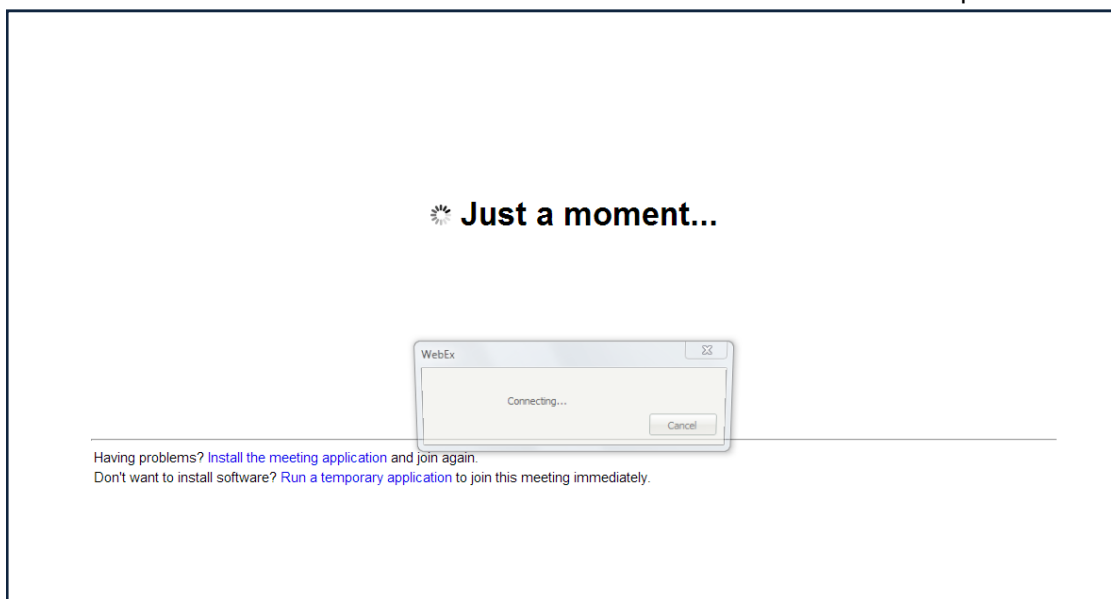 Just a moment...
WebEx
Connecting...
Cancel
Having problems? Install the meeting application and join again.
Don't want to install software? Run a temporary application to join this meeting immediately.